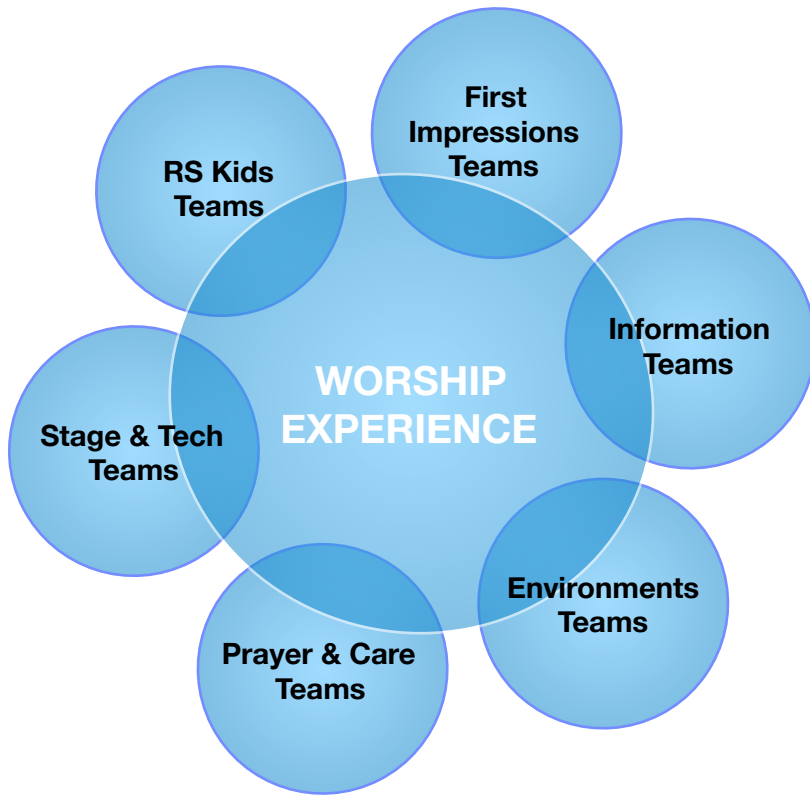 First
Impressions
Teams
RS Kids
Teams
Information
Teams
WORSHIP
EXPERIENCE
Stage & Tech
Teams
Environments
Teams
Prayer & Care
Teams